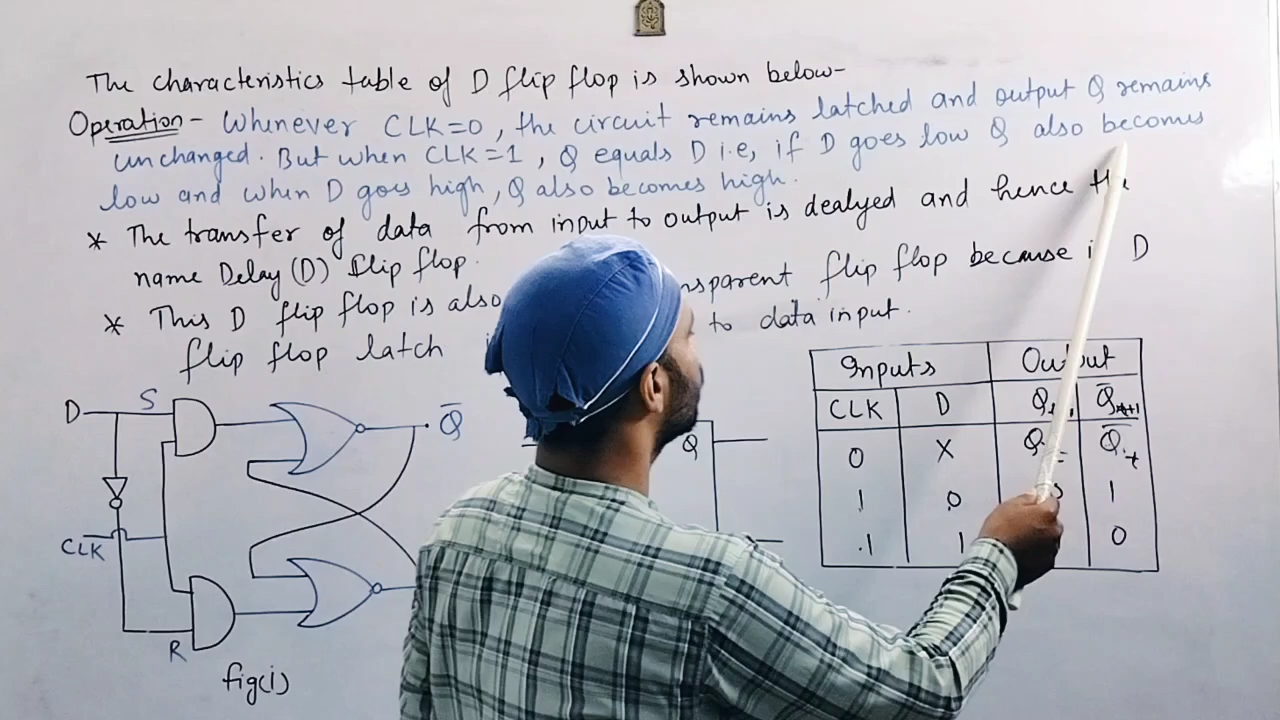 The characteristics table of D flip flop is shown below-
Operation- Whenever CLK=0, the circuit remains latched and output Q remains
unchanged. But when CLK=1, Q equals D i.e, if D goes low Q also becomes
low and when D goes high, Q also becomes high.
* The transfer of data from input to output is dealyed and hence the
name Delay (D) flip flop.
* This D flip flop is also nsparent flip flop because D
flip flop latch to data input.
Inputs Output
CLK D Q̅t+1
0 X Q̅t
1 0 1
1 1 0
D S Q̅
Q
CLK
R
fig(i)